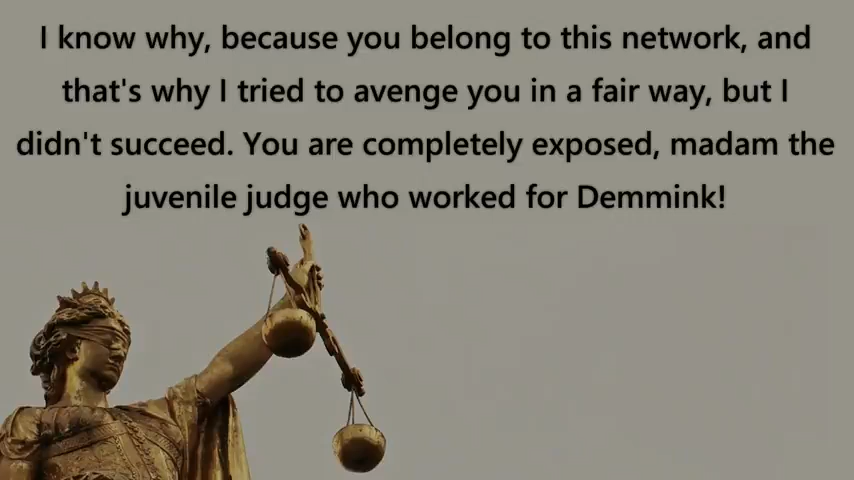 I know why, because you belong to this network, and
that's why I tried to avenge you in a fair way, but I
didn't succeed. You are completely exposed, madam the
juvenile judge who worked for Demmink!